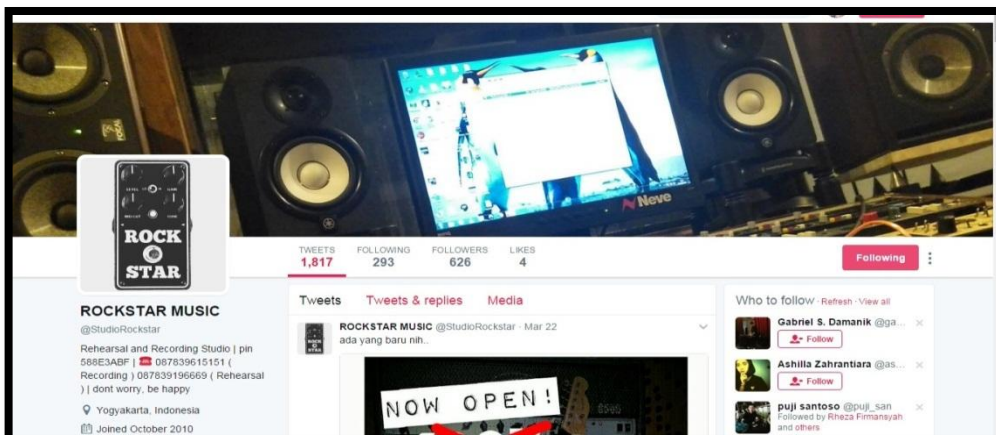 Neve
ROCK
STAR
TWEETS FOLLOWING FOLLOWERS LIKES
1,817 293 626 4
Following
ROCKSTAR MUSIC
@StudioRockstar
Rehearsal and Recording Studio | pin
588E3ABF | ☎ 087839615151 (
Recording ) 087839196669 ( Rehearsal
) | dont worry, be happy
Yogyakarta, Indonesia
Joined October 2010
Tweets Tweets & replies Media
ROCKSTAR MUSIC @StudioRockstar · Mar 22
ada yang baru nih..
ROCK
STAR
NOW OPEN!
Who to follow · Refresh · View all
Gabriel S. Damanik @ga...
Follow
Ashilla Zahrantiara @as...
Follow
puji santoso @puji_san
Followed by Rheza Firmansyah
and others